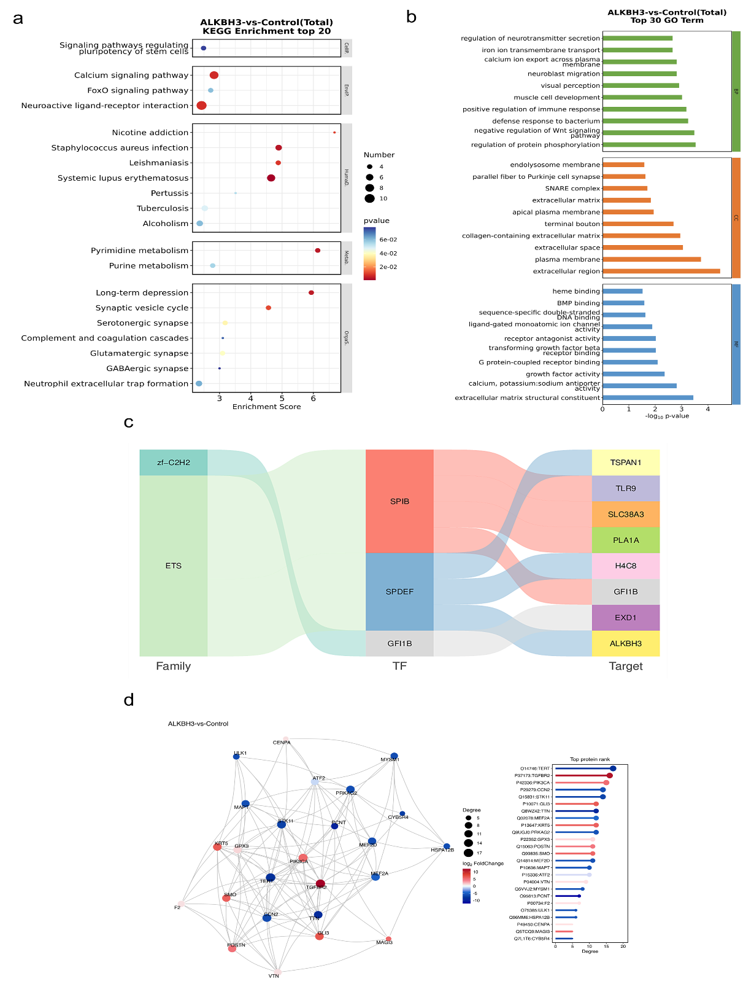 a
ALKBH3-vs-Control(Total)
KEGG Enrichment top 20
Signaling pathways regulating
pluripotency of stem cells
Calcium signaling pathway
FoxO signaling pathway
Neuroactive ligand-receptor interaction
Nicotine addiction
Staphylococcus aureus infection
Leishmaniasis
Systemic lupus erythematosus
Pertussis
Tuberculosis
Alcoholism
Pyrimidine metabolism
Purine metabolism
Long-term depression
Synaptic vesicle cycle
Serotonergic synapse
Complement and coagulation cascades
Glutamatergic synapse
GABAergic synapse
Neutrophil extracellular trap formation
3 4 5 6
Enrichment Score
CellP.
EnvIP.
HumaD.
Metab.
OrgaS.
Number
4
6
8
10
pvalue
6e-02
4e-02
2e-02
b
ALKBH3-vs-Control(Total)
Top 30 GO Term
regulation of neurotransmitter secretion
iron ion transmembrane transport
calcium ion export across plasma
membrane
neuroblast migration
visual perception
muscle cell development
positive regulation of immune response
defense response to bacterium
negative regulation of Wnt signaling
pathway
regulation of protein phosphorylation
endolysosome membrane
parallel fiber to Purkinje cell synapse
SNARE complex
extracellular matrix
apical plasma membrane
terminal bouton
collagen-containing extracellular matrix
extracellular space
plasma membrane
extracellular region
heme binding
BMP binding
sequence-specific double-stranded
DNA binding
ligand-gated monoatomic ion channel
activity
receptor antagonist activity
transforming growth factor beta
receptor binding
G protein-coupled receptor binding
growth factor activity
calcium, potassium:sodium antiporter
activity
extracellular matrix structural constituent
BP
CC
MF
0 1 2 3 4
-log10 p-value
c
zf−C2H2
ETS
Family
SPIB
SPDEF
GFI1B
TF
TSPAN1
TLR9
SLC38A3
PLA1A
H4C8
GFI1B
EXD1
ALKBH3
Target
d
ALKBH3-vs-Control
CENPA
ULK1
MYSM1
ATF2
PRKAG2
MAPT
CYB5R4
STK11
PCNT
MEF2D
KRT5
GPX3
HSPA12B
PIK3CA
MEF2A
TERT
TGFBR2
SMO
F2
CCN2
TTN
GLI3
MAGI3
POSTN
VTN
Degree
5
8
11
14
17
log2 FoldChange
10
5
0
-5
-10
Top protein rank
O14746:TERT
P37173:TGFBR2
P42336:PIK3CA
P29279:CCN2
Q15831:STK11
P10071:GLI3
Q8WZ42:TTN
Q02078:MEF2A
P13647:KRT5
Q9UGJ0:PRKAG2
P22352:GPX3
Q15063:POSTN
Q99835:SMO
Q14814:MEF2D
P10636:MAPT
P15336:ATF2
P04004:VTN
Q5VVJ2:MYSM1
O95613:PCNT
P00734:F2
O75385:ULK1
Q96MM6:HSPA12B
P49450:CENPA
Q5TCQ9:MAGI3
Q7L1T6:CYB5R4
0 5 10 15 20
Degree